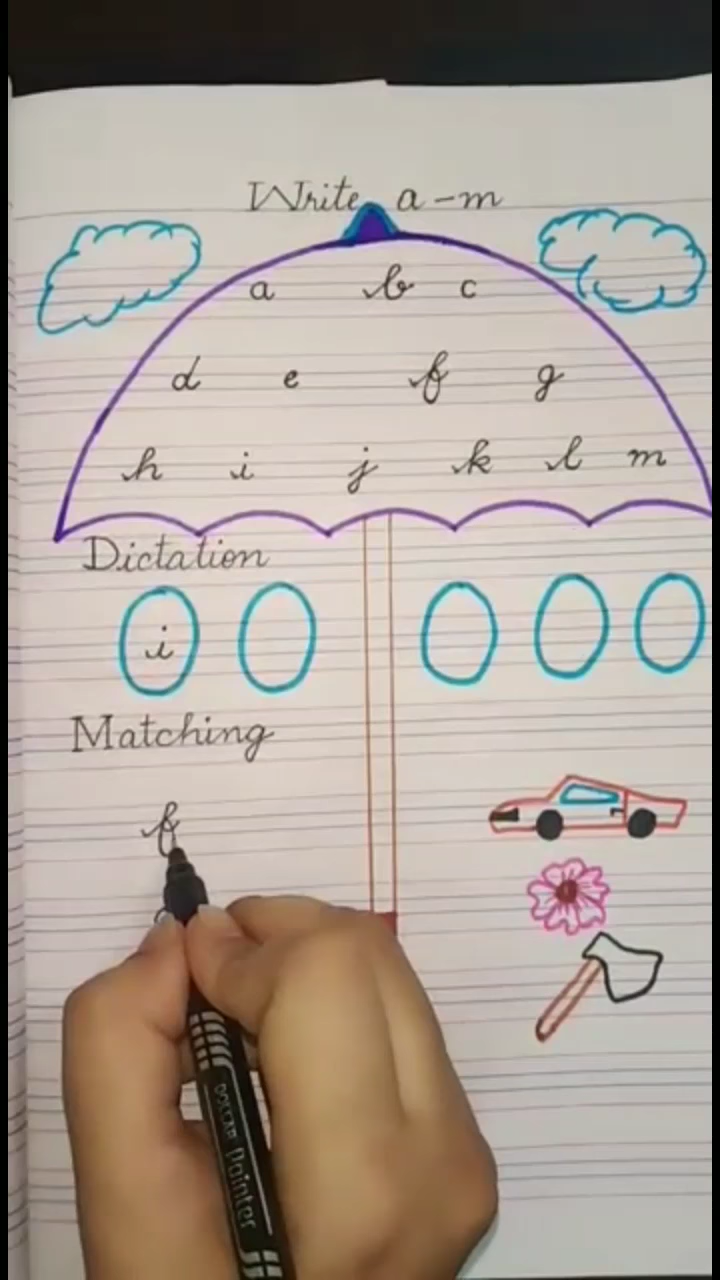 Write a-m
a b c
d e f g
h i j k l m
Dictation
i
Matching
f
DOLLAR Pointer